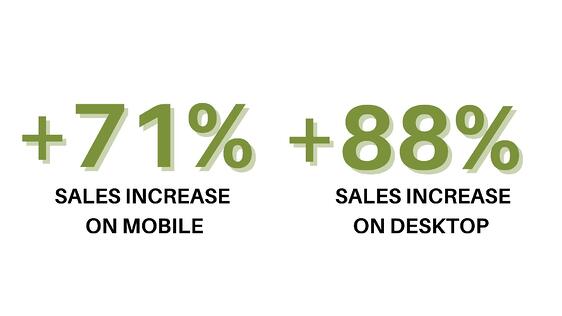 +71%
SALES INCREASE
ON MOBILE
+88%
SALES INCREASE
ON DESKTOP